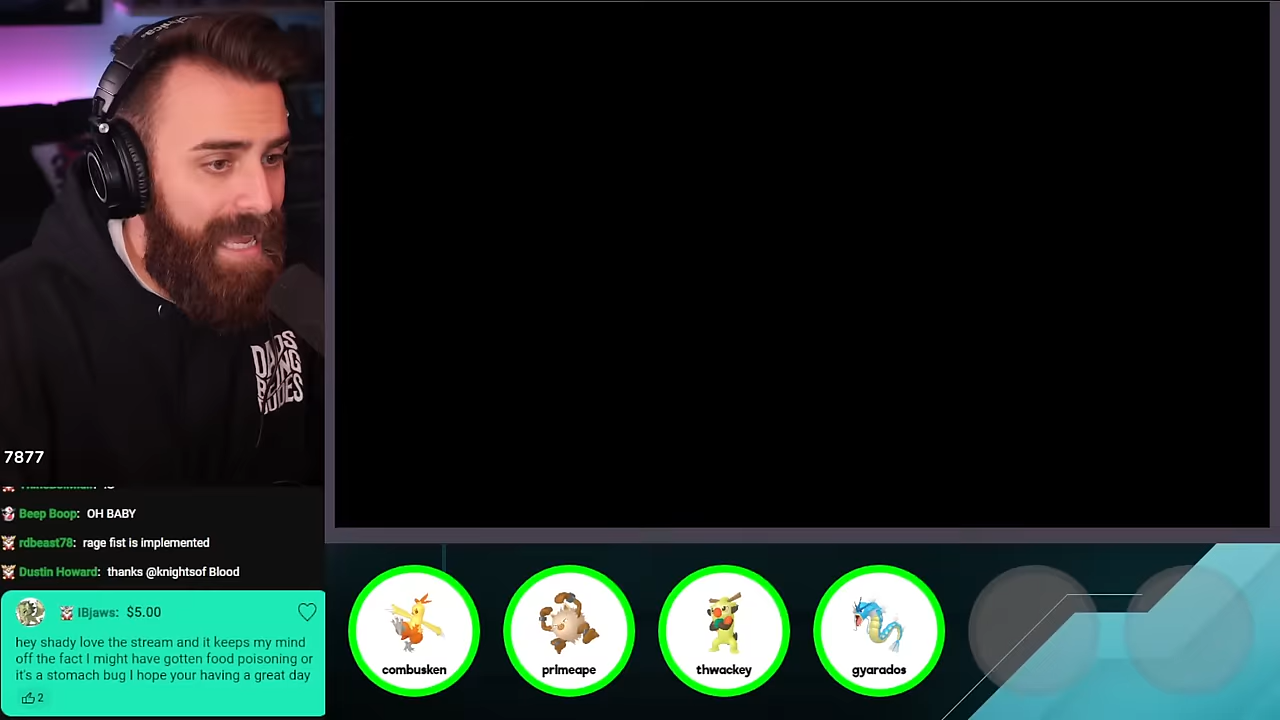 7877
Beep Boop: OH BABY
rdbeast78: rage fist is implemented
Dustin Howard: thanks @knightsof Blood
IBjaws: $5.00
hey shady love the stream and it keeps my mind
off the fact I might have gotten food poisoning or
it's a stomach bug I hope your having a great day
2
combusken
primeape
thwackey
gyarados